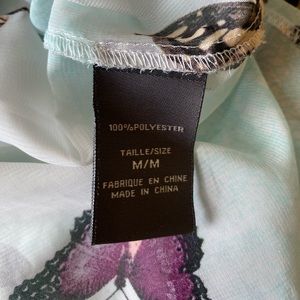 100%POLYESTER
TAILLE/SIZE
M/M
FABRIQUE EN CHINE
MADE IN CHINA